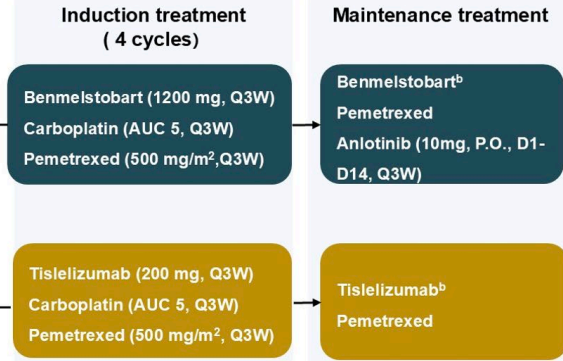 Induction treatment
( 4 cycles)
Maintenance treatment
Benmelstobart (1200 mg, Q3W)
Carboplatin (AUC 5, Q3W)
Pemetrexed (500 mg/m²,Q3W)
Benmelstobartᵇ
Pemetrexed
Anlotinib (10mg, P.O., D1-
D14, Q3W)
Tislelizumab (200 mg, Q3W)
Carboplatin (AUC 5, Q3W)
Pemetrexed (500 mg/m², Q3W)
Tislelizumabᵇ
Pemetrexed